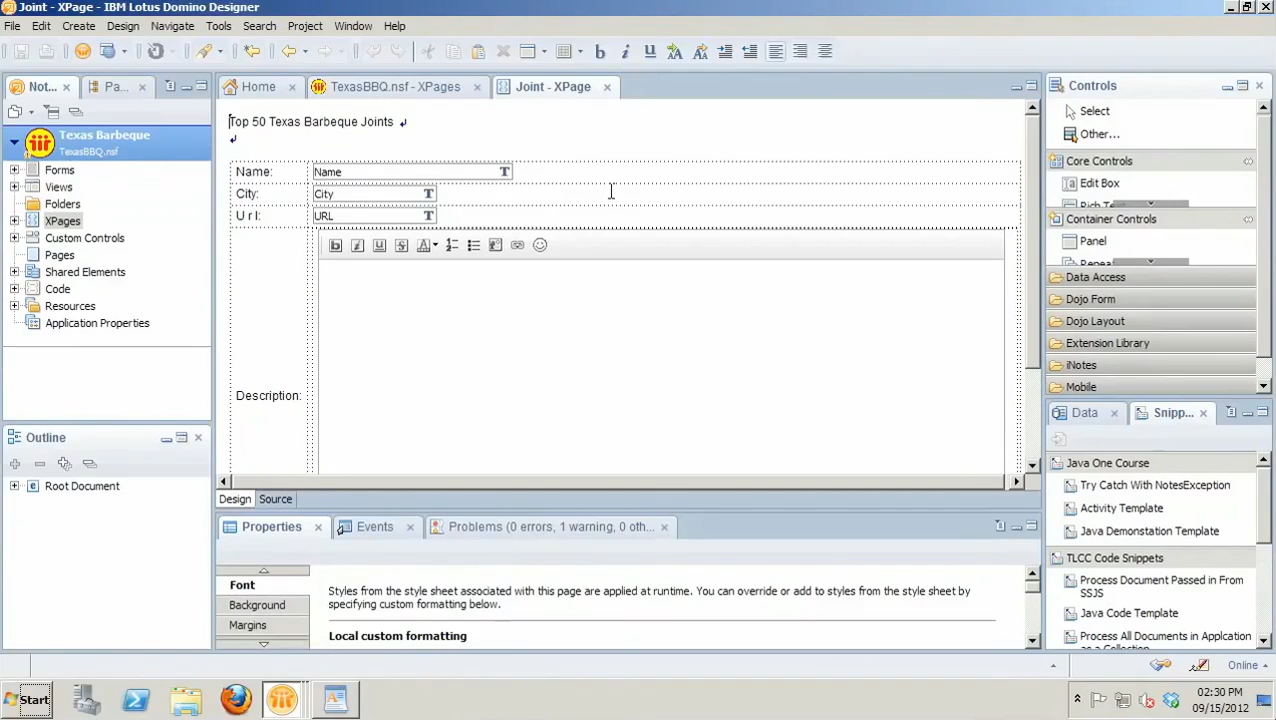 Joint - XPage - IBM Lotus Domino Designer
File Edit Create Design Navigate Tools Project Window Help
Not... Pa...
Home TexasBBQ.nsf - XPages Joint - XPage
Controls
Texas Barbeque
TexasBBQ.nsf
Forms
Views
Folders
XPages
Custom Controls
Pages
Shared Elements
Code
Resources
Application Properties
Outline
Root Document
Top 50 Texas Barbeque Joints
Name: Name
City: City
U r l: URL
Description:
Design Source
Properties Events Problems (0 errors, 1 warning, 0 oth...
Font
Background
Margins
Styles from the style sheet associated with this page are applied at runtime. You can override or add to styles from the style sheet by
specifying custom formatting below.
Local custom formatting
Select
Other...
Core Controls
Edit Box
Container Controls
Panel
Data Access
Dojo Form
Dojo Layout
Extension Library
iNotes
Mobile
Data Snipp...
Java One Course
Try Catch With NotesException
Activity Template
Java Demonstation Template
TLCC Code Snippets
Process Document Passed in From
SSJS
Java Code Template
Process All Documents in Applcation
as a Collection
Online
Start
02:30 PM
09/15/2012